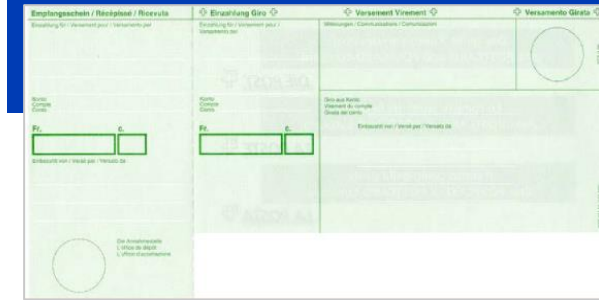 Empfangsschein / Récépissé / Ricevuta
Einzahlung für / Versement pour / Versamento per
Konto
Compte
Conto
Fr. c.
Einbezahlt von / Versé par / Versato da
Die Annahmestelle
L'office de dépôt
L'ufficio d'accettazione
Einzahlung Giro
Einzahlung für / Versement pour /
Versamento per
Konto
Compte
Conto
Fr. c.
Versement Virement
Mitteilungen / Communications / Comunicazioni
Giro aus Konto
Virement du compte
Girata dal conto
Einbezahlt von / Versé par / Versato da
Versamento Girata